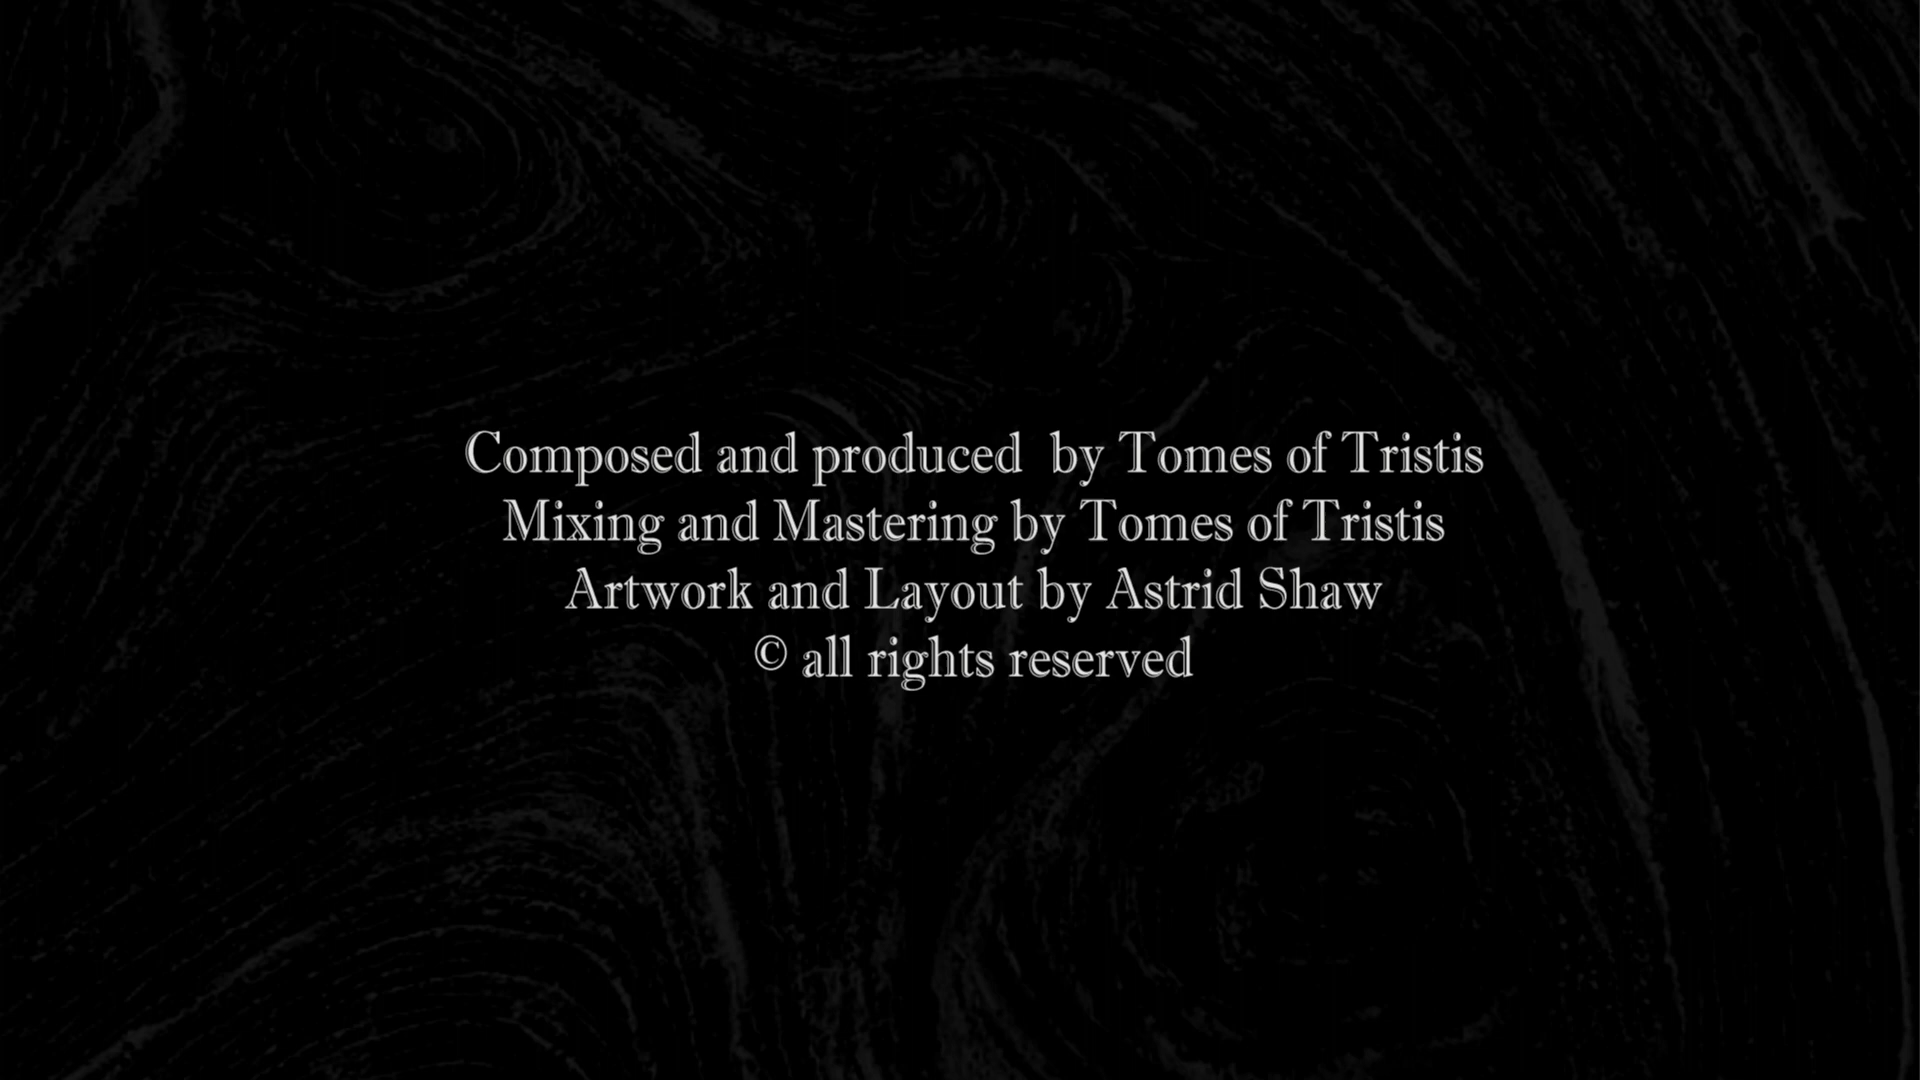 Composed and produced  by Tomes of Tristis
Mixing and Mastering by Tomes of Tristis
Artwork and Layout by Astrid Shaw
© all rights reserved